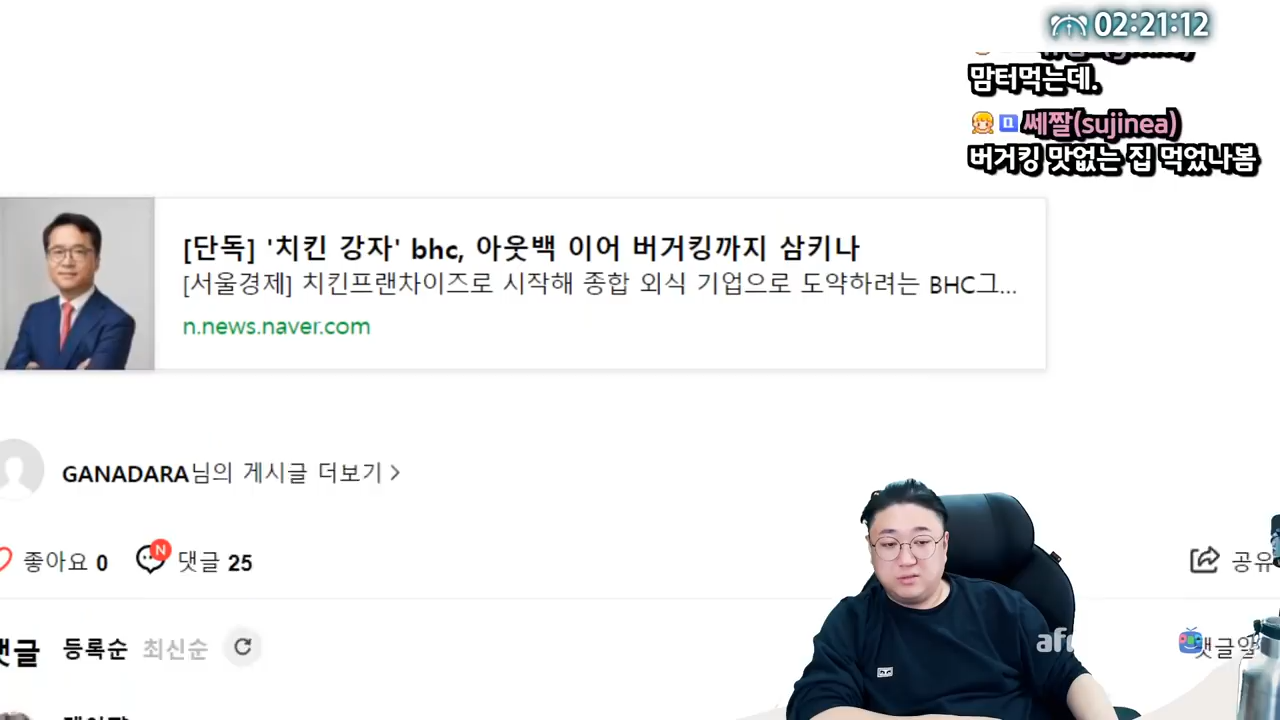 02:21:12
맘터먹는데.
쎄짤(sujinea)
버거킹 맛없는 집 먹었나봄
[단독] '치킨 강자' bhc, 아웃백 이어 버거킹까지 삼키나
[서울경제] 치킨프랜차이즈로 시작해 종합 외식 기업으로 도약하려는 BHC그...
n.news.naver.com
GANADARA님의 게시글 더보기
좋아요 0 N 댓글 25
공유
댓글 등록순 최신순